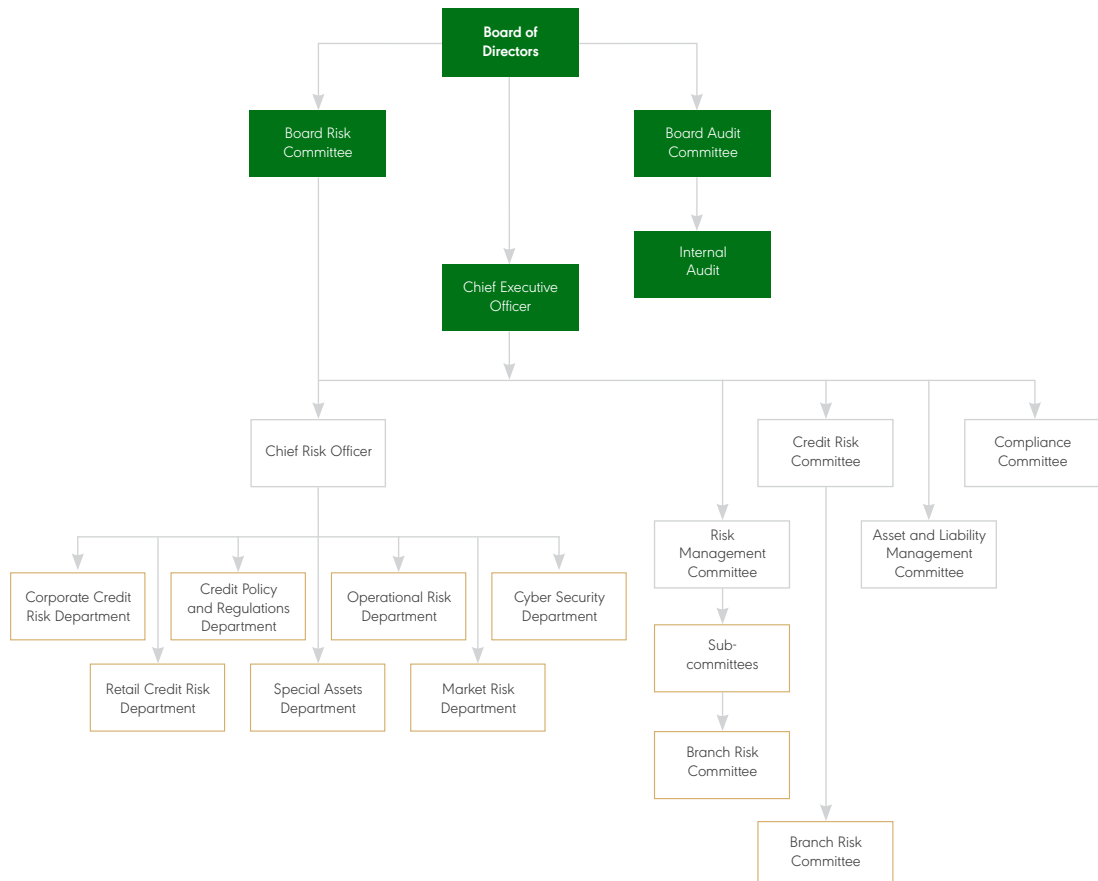 Board of
Directors
Board Risk
Committee
Board Audit
Committee
Internal
Audit
Chief Executive
Officer
Chief Risk Officer
Credit Risk
Committee
Compliance
Committee
Risk
Management
Committee
Asset and Liability
Management
Committee
Corporate Credit
Risk Department
Credit Policy
and Regulations
Department
Operational Risk
Department
Cyber Security
Department
Sub-
committees
Retail Credit Risk
Department
Special Assets
Department
Market Risk
Department
Branch Risk
Committee
Branch Risk
Committee